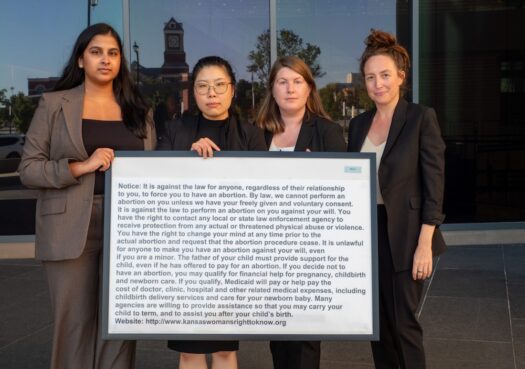 Notice: It is against the law for anyone, regardless of their relationship
to you, to force you to have an abortion. By law, we cannot perform an
abortion on you unless we have your freely given and voluntary consent.
It is against the law to perform an abortion on you against your will. You
have the right to contact any local or state law enforcement agency to
receive protection from any actual or threatened physical abuse or violence.
You have the right to change your mind at any time prior to the
actual abortion and request that the abortion procedure cease. It is unlawful
for anyone to make you have an abortion against your will, even
if you are a minor. The father of your child must provide support for the
child, even if he has offered to pay for an abortion. If you decide not to
have an abortion, you may qualify for financial help for pregnancy, childbirth
and newborn care. If you qualify, Medicaid will pay or help pay the
cost of doctor, clinic, hospital and other related medical expenses, including
childbirth delivery services and care for your newborn baby. Many
agencies are willing to provide assistance so that you may carry your
child to term, and to assist you after your child's birth.
Website: http://www.kansaswomansrighttoknow.org